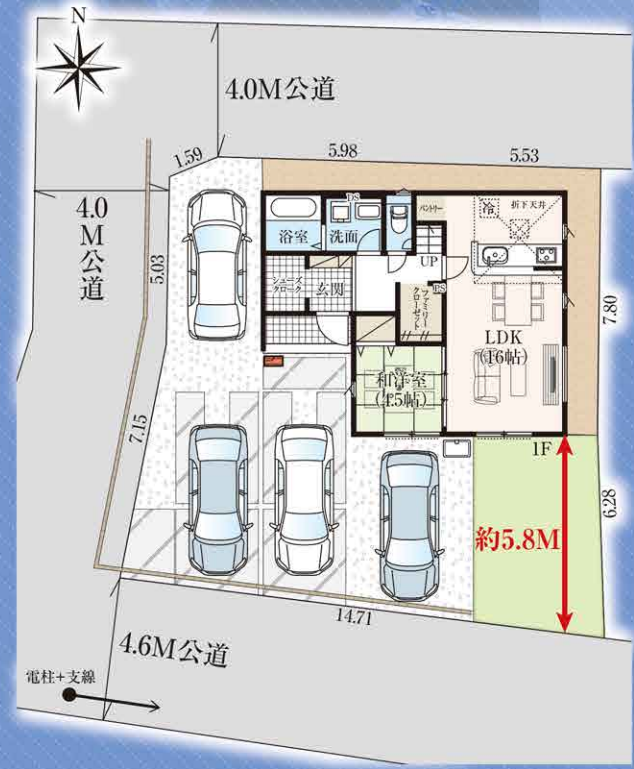 N
4.0M公道
1.59
5.98
5.53
4.0
M
公道
5.03
DS
浴室
洗面
パントリー
冷
折下天井
UP
シューズ
クローク
玄関
PS
ファミリー
クローゼット
LDK
(16帖)
7.80
和洋室
(4.5帖)
7.15
1F
約5.8M
6.28
14.71
4.6M公道
電柱+支線